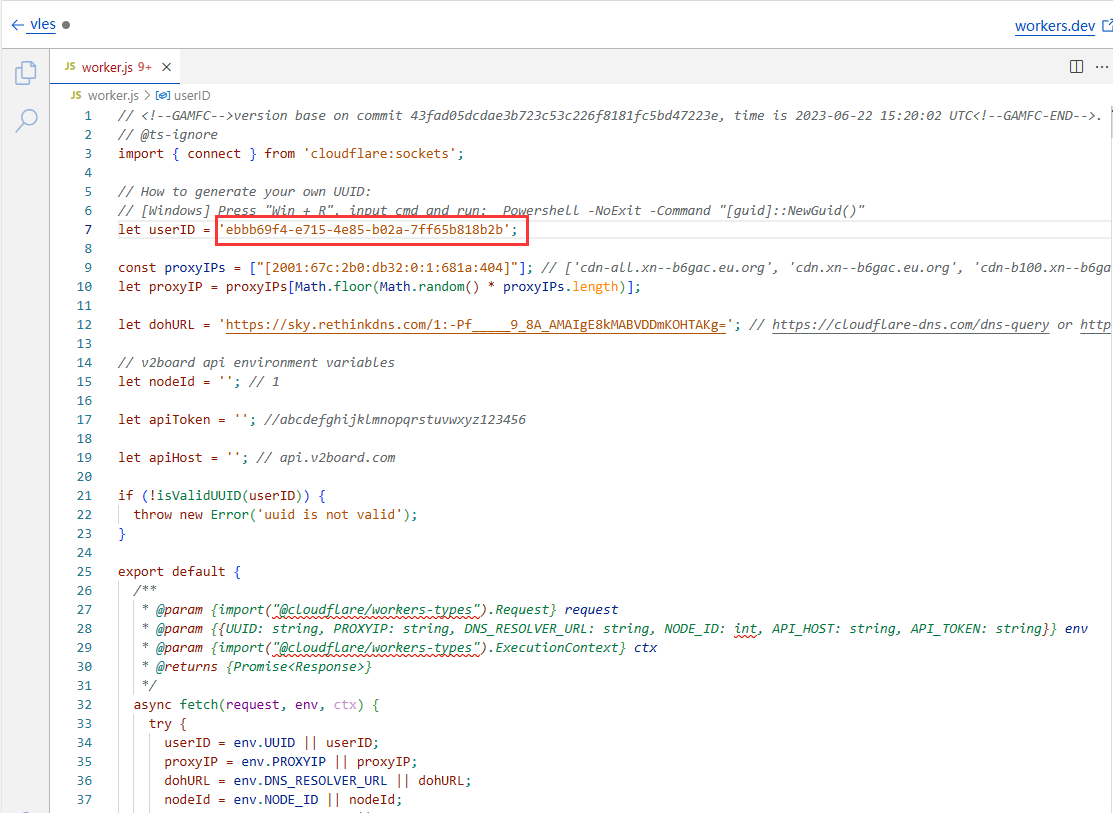 ← vles ●
workers.dev
JS worker.js 9+ ×
JS worker.js > userID
1 // <!--GAMFC-->version base on commit 43fad05dcdae3b723c53c226f8181fc5bd47223e, time is 2023-06-22 15:20:02 UTC<!--GAMFC-END-->.
2 // @ts-ignore
3 import { connect } from 'cloudflare:sockets';
4
5 // How to generate your own UUID:
6 // [Windows] Press "Win + R", input cmd and run:  Powershell -NoExit -Command "[guid]::NewGuid()"
7 let userID = 'ebbb69f4-e715-4e85-b02a-7ff65b818b2b';
8
9 const proxyIPs = ["[2001:67c:2b0:db32:0:1:681a:404]"]; // ['cdn-all.xn--b6gac.eu.org', 'cdn.xn--b6gac.eu.org', 'cdn-b100.xn--b6ga
10 let proxyIP = proxyIPs[Math.floor(Math.random() * proxyIPs.length)];
11
12 let dohURL = 'https://sky.rethinkdns.com/1:-Pf_____9_8A_AMAIgE8kMABVDDmKOHTAKg='; // https://cloudflare-dns.com/dns-query or http
13
14 // v2board api environment variables
15 let nodeId = ''; // 1
16
17 let apiToken = ''; //abcdefghijklmnopqrstuvwxyz123456
18
19 let apiHost = ''; // api.v2board.com
20
21 if (!isValidUUID(userID)) {
22   throw new Error('uuid is not valid');
23 }
24
25 export default {
26   /**
27    * @param {import("@cloudflare/workers-types").Request} request
28    * @param {{UUID: string, PROXYIP: string, DNS_RESOLVER_URL: string, NODE_ID: int, API_HOST: string, API_TOKEN: string}} env
29    * @param {import("@cloudflare/workers-types").ExecutionContext} ctx
30    * @returns {Promise<Response>}
31    */
32   async fetch(request, env, ctx) {
33     try {
34       userID = env.UUID || userID;
35       proxyIP = env.PROXYIP || proxyIP;
36       dohURL = env.DNS_RESOLVER_URL || dohURL;
37       nodeId = env.NODE_ID || nodeId;